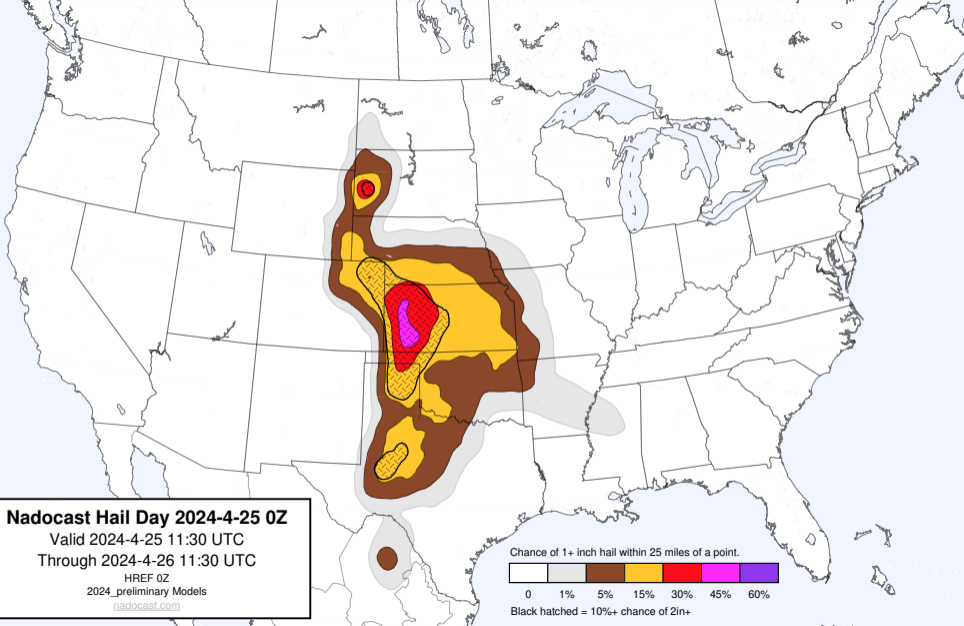 Nadocast Hail Day 2024-4-25 0Z
Valid 2024-4-25 11:30 UTC
Through 2024-4-26 11:30 UTC
HREF 0Z
2024_preliminary Models
nadocast.com
Chance of 1+ inch hail within 25 miles of a point.
0 1% 5% 15% 30% 45% 60%
Black hatched = 10%+ chance of 2in+